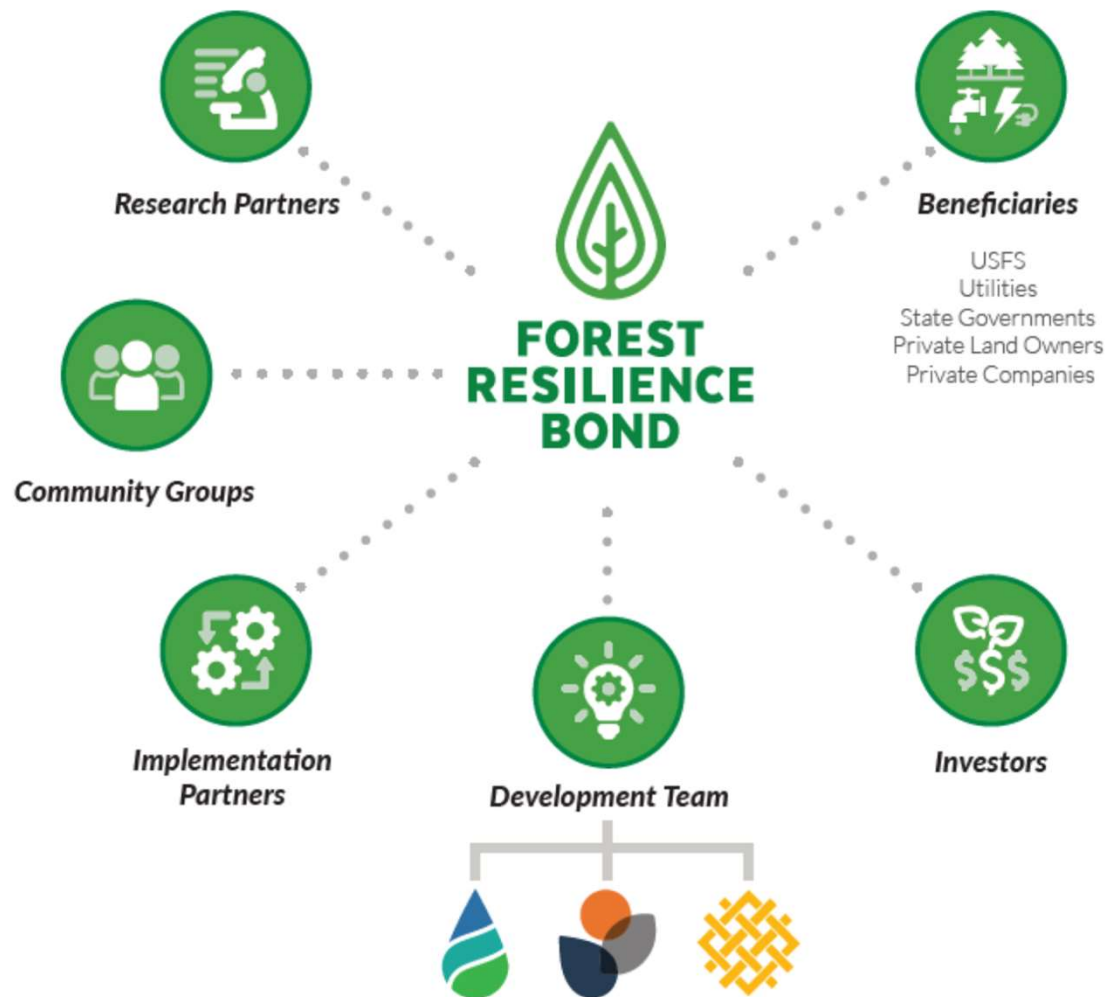 Research Partners
Beneficiaries
USFS
Utilities
State Governments
Private Land Owners
Private Companies
FOREST
RESILIENCE
BOND
Community Groups
Implementation
Partners
Development Team
Investors
$$$